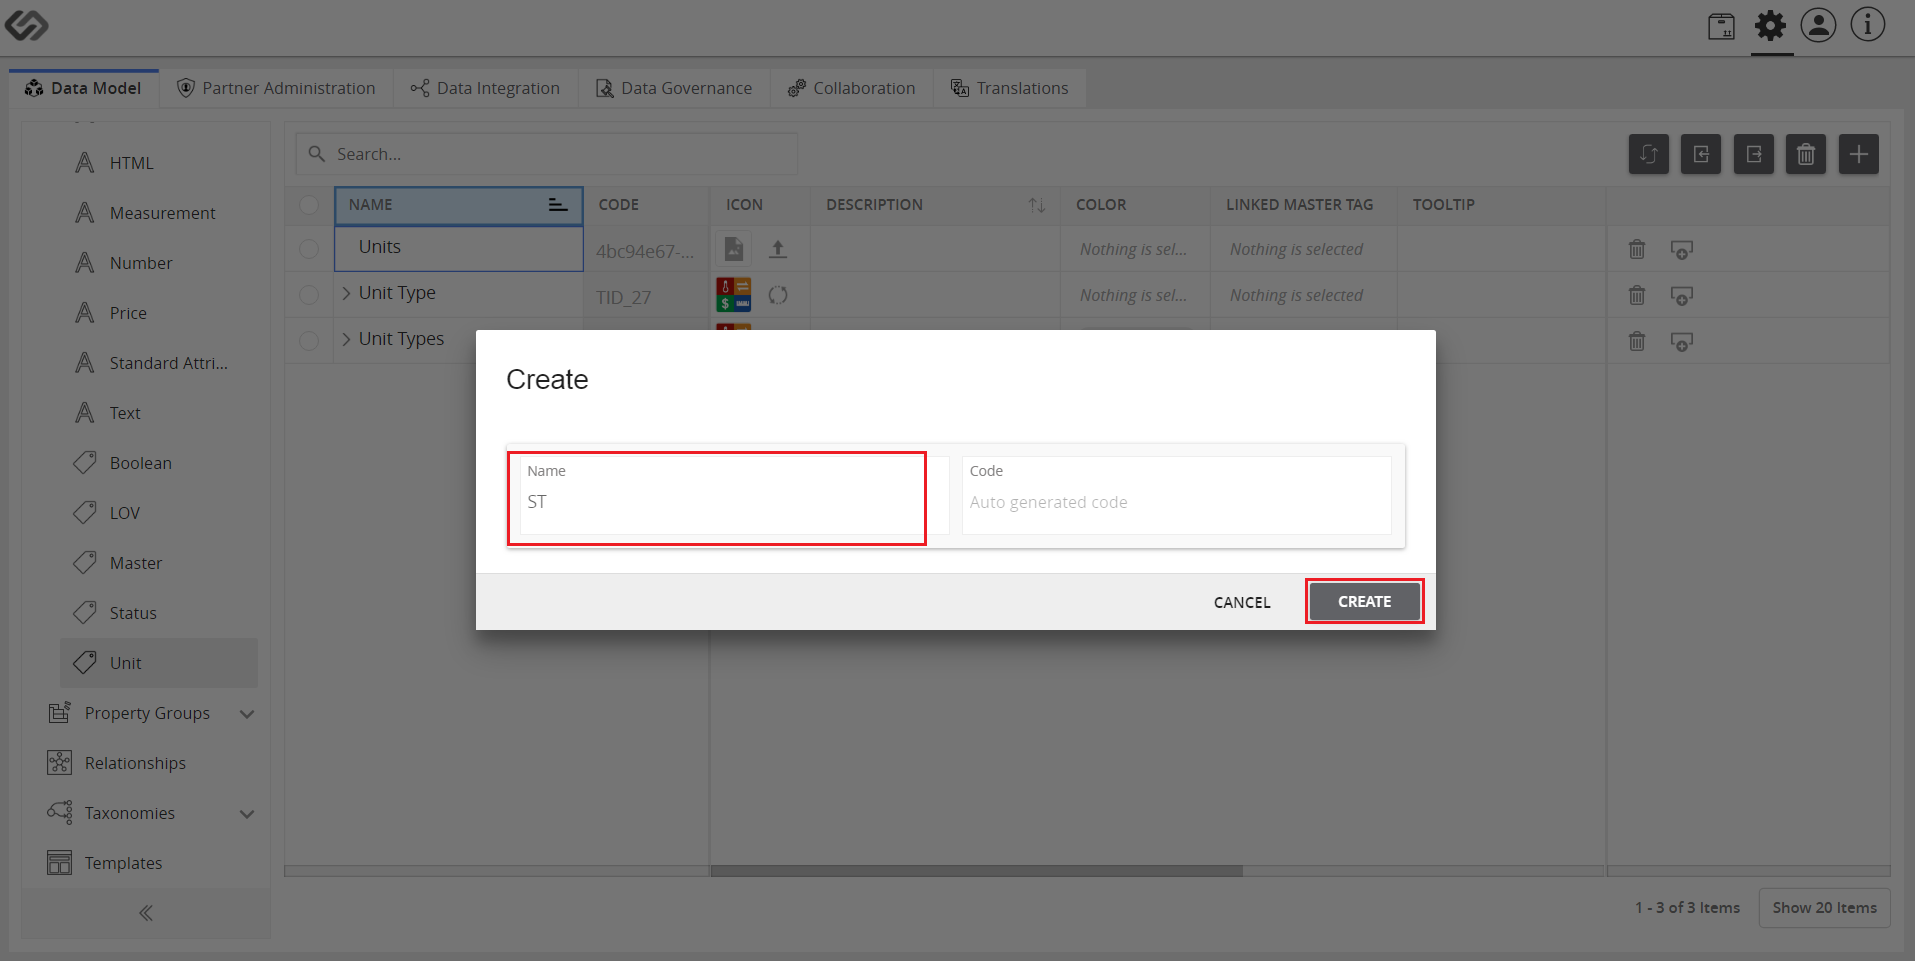 Data Model
Partner Administration
Data Integration
Data Governance
Collaboration
Translations
HTML
Measurement
Number
Price
Standard Attri...
Text
Boolean
LOV
Master
Status
Unit
Property Groups
Relationships
Taxonomies
Templates
Search...
NAME CODE ICON DESCRIPTION COLOR LINKED MASTER TAG TOOLTIP
Units 4bc94e67-... Nothing is sel... Nothing is selected
Unit Type TID_27 Nothing is sel... Nothing is selected
Unit Types
Create
Name
ST
Code
Auto generated code
CANCEL
CREATE
1 - 3 of 3 Items
Show 20 Items